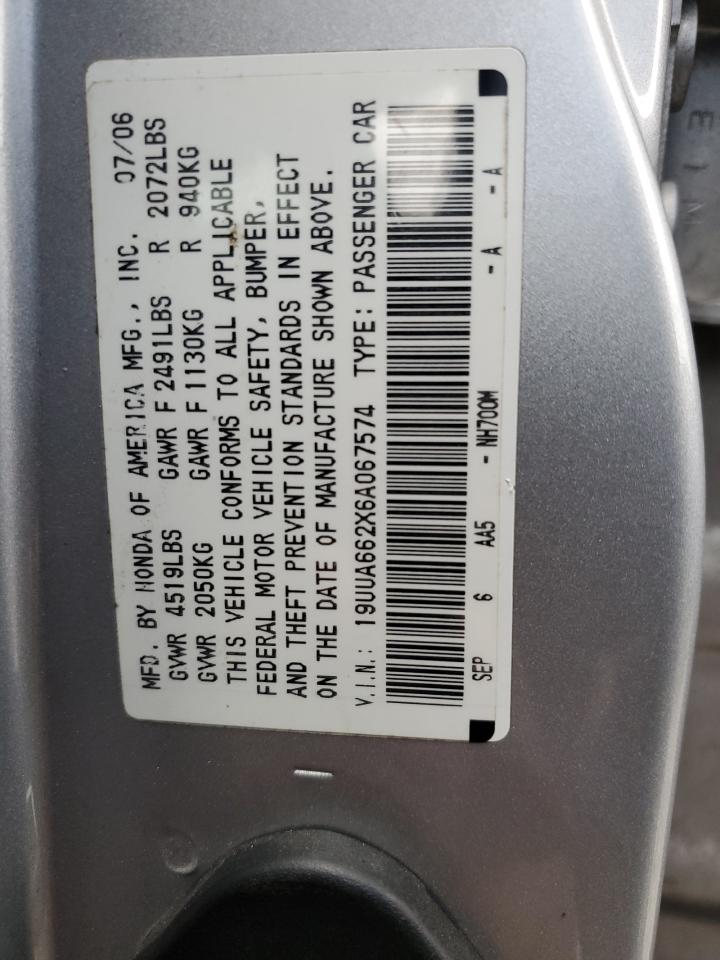 MFD. BY HONDA OF AMERICA MFG., INC. 07/06
GVWR 4519LBS GAWR F 2491LBS R 2072LBS
GVWR 2050KG GAWR F 1130KG R 940KG
THIS VEHICLE CONFORMS TO ALL APPLICABLE
FEDERAL MOTOR VEHICLE SAFETY, BUMPER,
AND THEFT PREVENTION STANDARDS IN EFFECT
ON THE DATE OF MANUFACTURE SHOWN ABOVE.
V.I.N.: 19UUA662X6A067574 TYPE: PASSENGER CAR
SEP 6 AA5 - NH700M - A - A